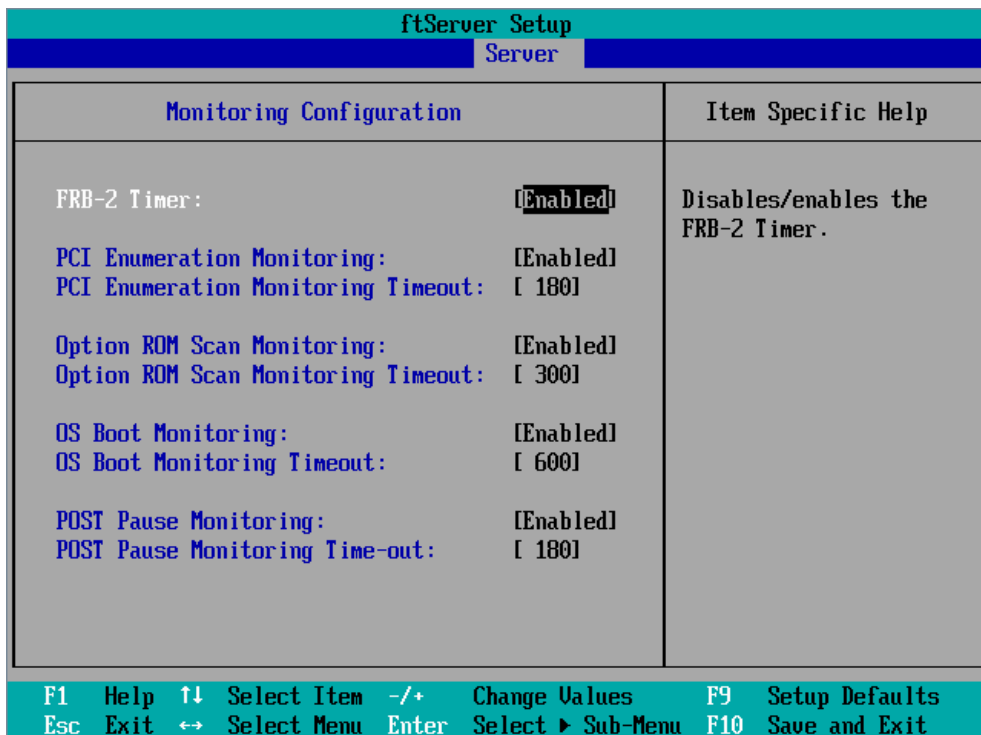 ftServer Setup
Server
Monitoring Configuration
Item Specific Help
FRB-2 Timer: [Enabled]
PCI Enumeration Monitoring: [Enabled]
PCI Enumeration Monitoring Timeout: [ 180]
Option ROM Scan Monitoring: [Enabled]
Option ROM Scan Monitoring Timeout: [ 300]
OS Boot Monitoring: [Enabled]
OS Boot Monitoring Timeout: [ 600]
POST Pause Monitoring: [Enabled]
POST Pause Monitoring Time-out: [ 180]
Disables/enables the
FRB-2 Timer.
F1 Help ↑↓ Select Item -/+ Change Values F9 Setup Defaults
Esc Exit ↔ Select Menu Enter Select ▶ Sub-Menu F10 Save and Exit